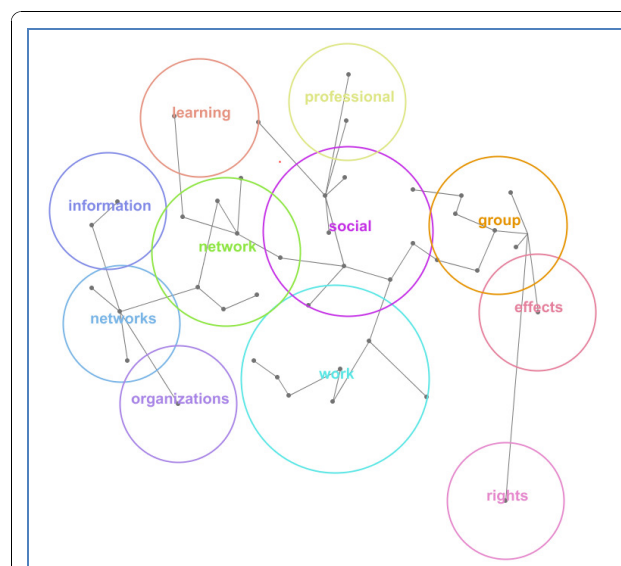 professional
learning
information
group
social
network
effects
networks
work
organizations
rights